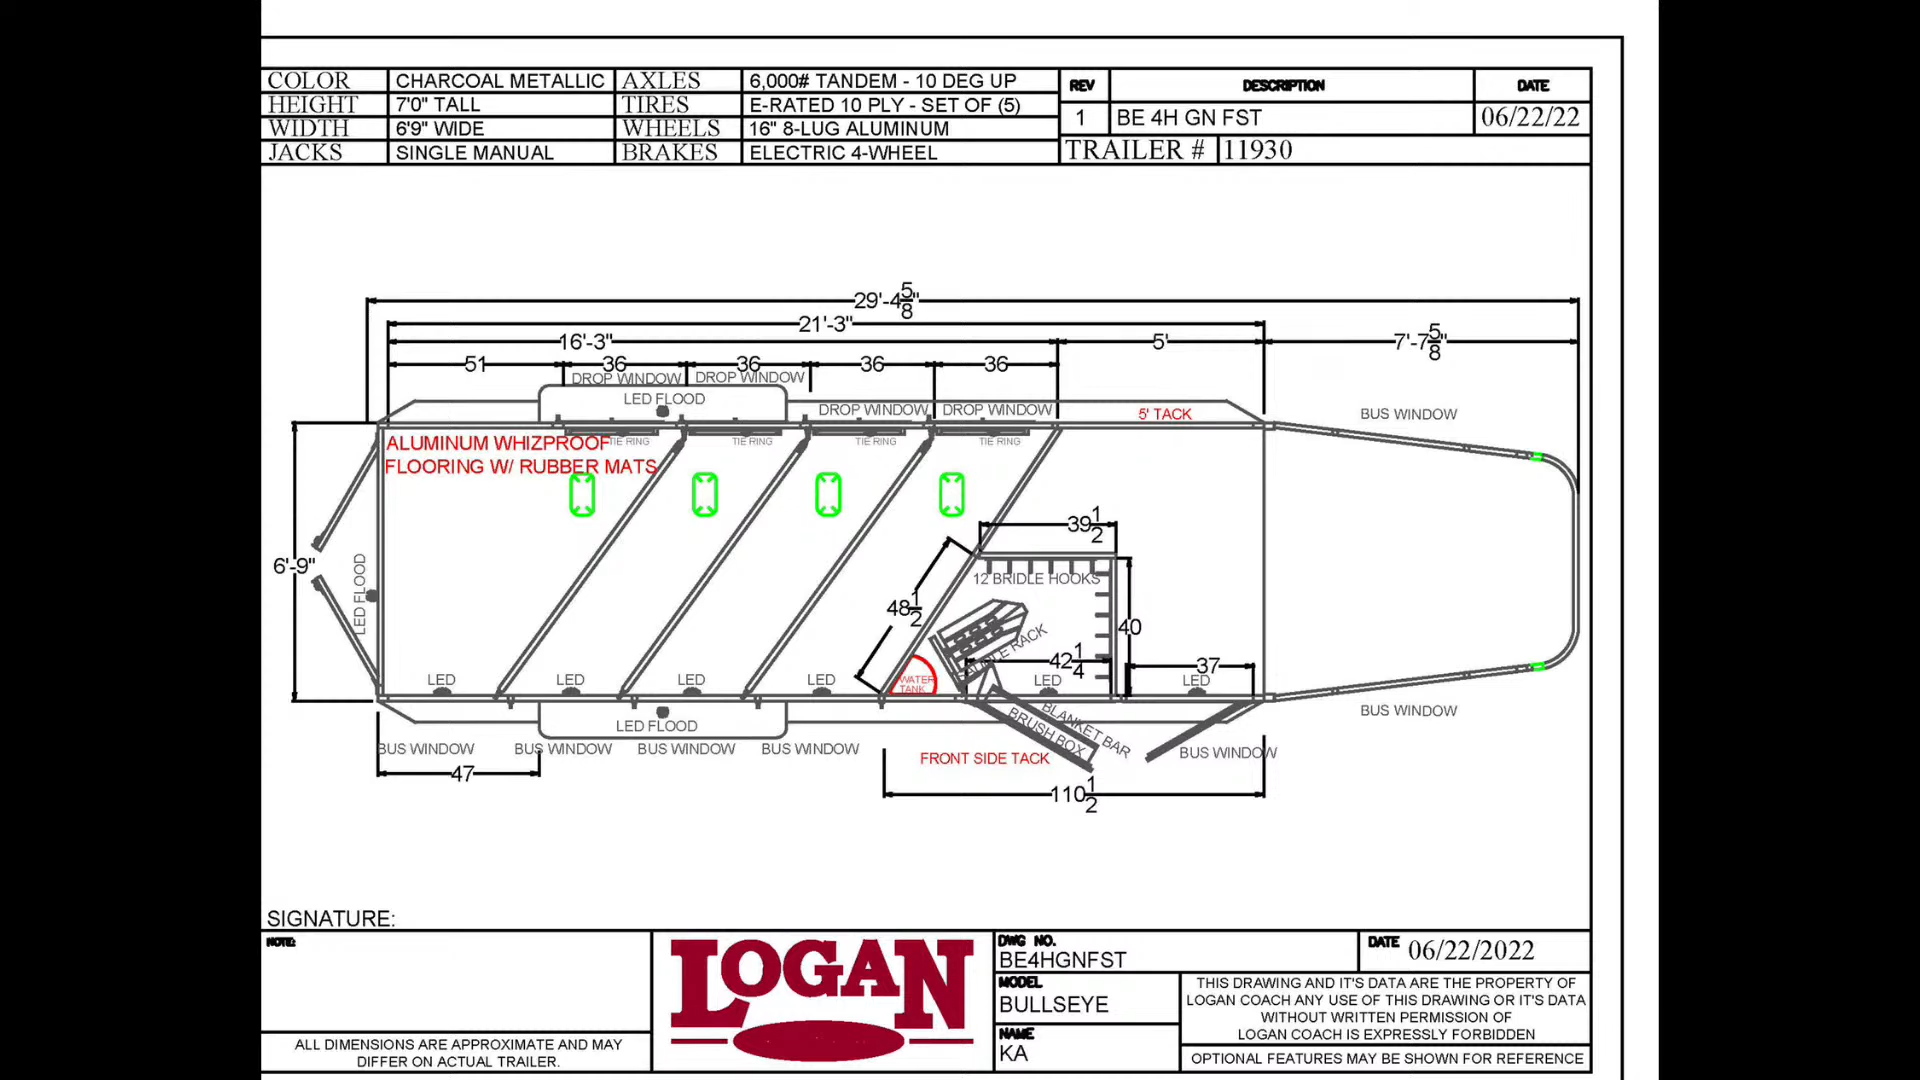 COLOR CHARCOAL METALLIC AXLES 6,000# TANDEM - 10 DEG UP
HEIGHT 7'0" TALL TIRES E-RATED 10 PLY - SET OF (5)
WIDTH 6'9" WIDE WHEELS 16" 8-LUG ALUMINUM
JACKS SINGLE MANUAL BRAKES ELECTRIC 4-WHEEL
REV DESCRIPTION DATE
1 BE 4H GN FST 06/22/22
TRAILER # 11930
29'-4 5/8"
21'-3"
16'-3" 5' 7'-7 5/8"
51 36 36 36 36
DROP WINDOW DROP WINDOW
LED FLOOD
DROP WINDOW DROP WINDOW 5' TACK BUS WINDOW
ALUMINUM WHIZPROOF TIE RING TIE RING TIE RING TIE RING
FLOORING W/ RUBBER MATS
39 1/2
6'-9"
LED FLOOD
12 BRIDLE HOOKS
48 1/2
40
RACK
42 1/4
37
LED LED LED LED LED LED
WATER
TANK
LED FLOOD
BLANKET BAR
BRUSH BOX
BUS WINDOW
BUS WINDOW BUS WINDOW BUS WINDOW BUS WINDOW BUS WINDOW
FRONT SIDE TACK
47
110 1/2
SIGNATURE:
NOTE:
ALL DIMENSIONS ARE APPROXIMATE AND MAY
DIFFER ON ACTUAL TRAILER.
LOGAN
DWG NO.
BE4HGNFST
DATE 06/22/2022
MODEL
BULLSEYE
NAME
KA
THIS DRAWING AND IT'S DATA ARE THE PROPERTY OF
LOGAN COACH ANY USE OF THIS DRAWING OR IT'S DATA
WITHOUT WRITTEN PERMISSION OF
LOGAN COACH IS EXPRESSLY FORBIDDEN
OPTIONAL FEATURES MAY BE SHOWN FOR REFERENCE